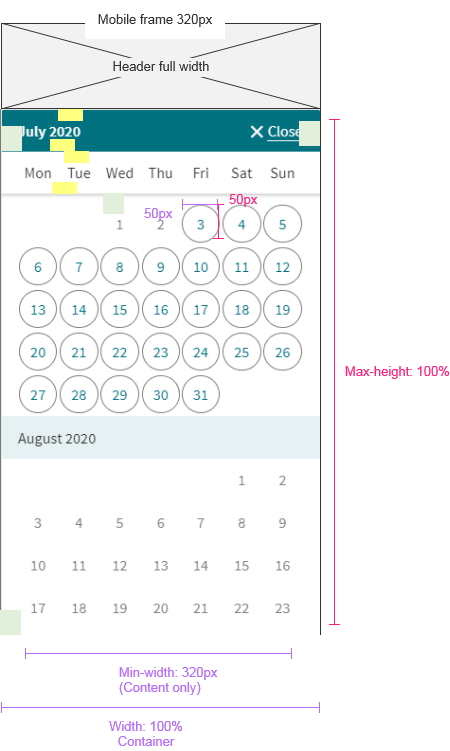 Mobile frame 320px
Header full width
July 2020 Close
Mon Tue Wed Thu Fri Sat Sun
50px 50px
1 2 3 4 5
6 7 8 9 10 11 12
13 14 15 16 17 18 19
20 21 22 23 24 25 26
27 28 29 30 31
Max-height: 100%
August 2020
1 2
3 4 5 6 7 8 9
10 11 12 13 14 15 16
17 18 19 20 21 22 23
Min-width: 320px
(Content only)
Width: 100%
Container